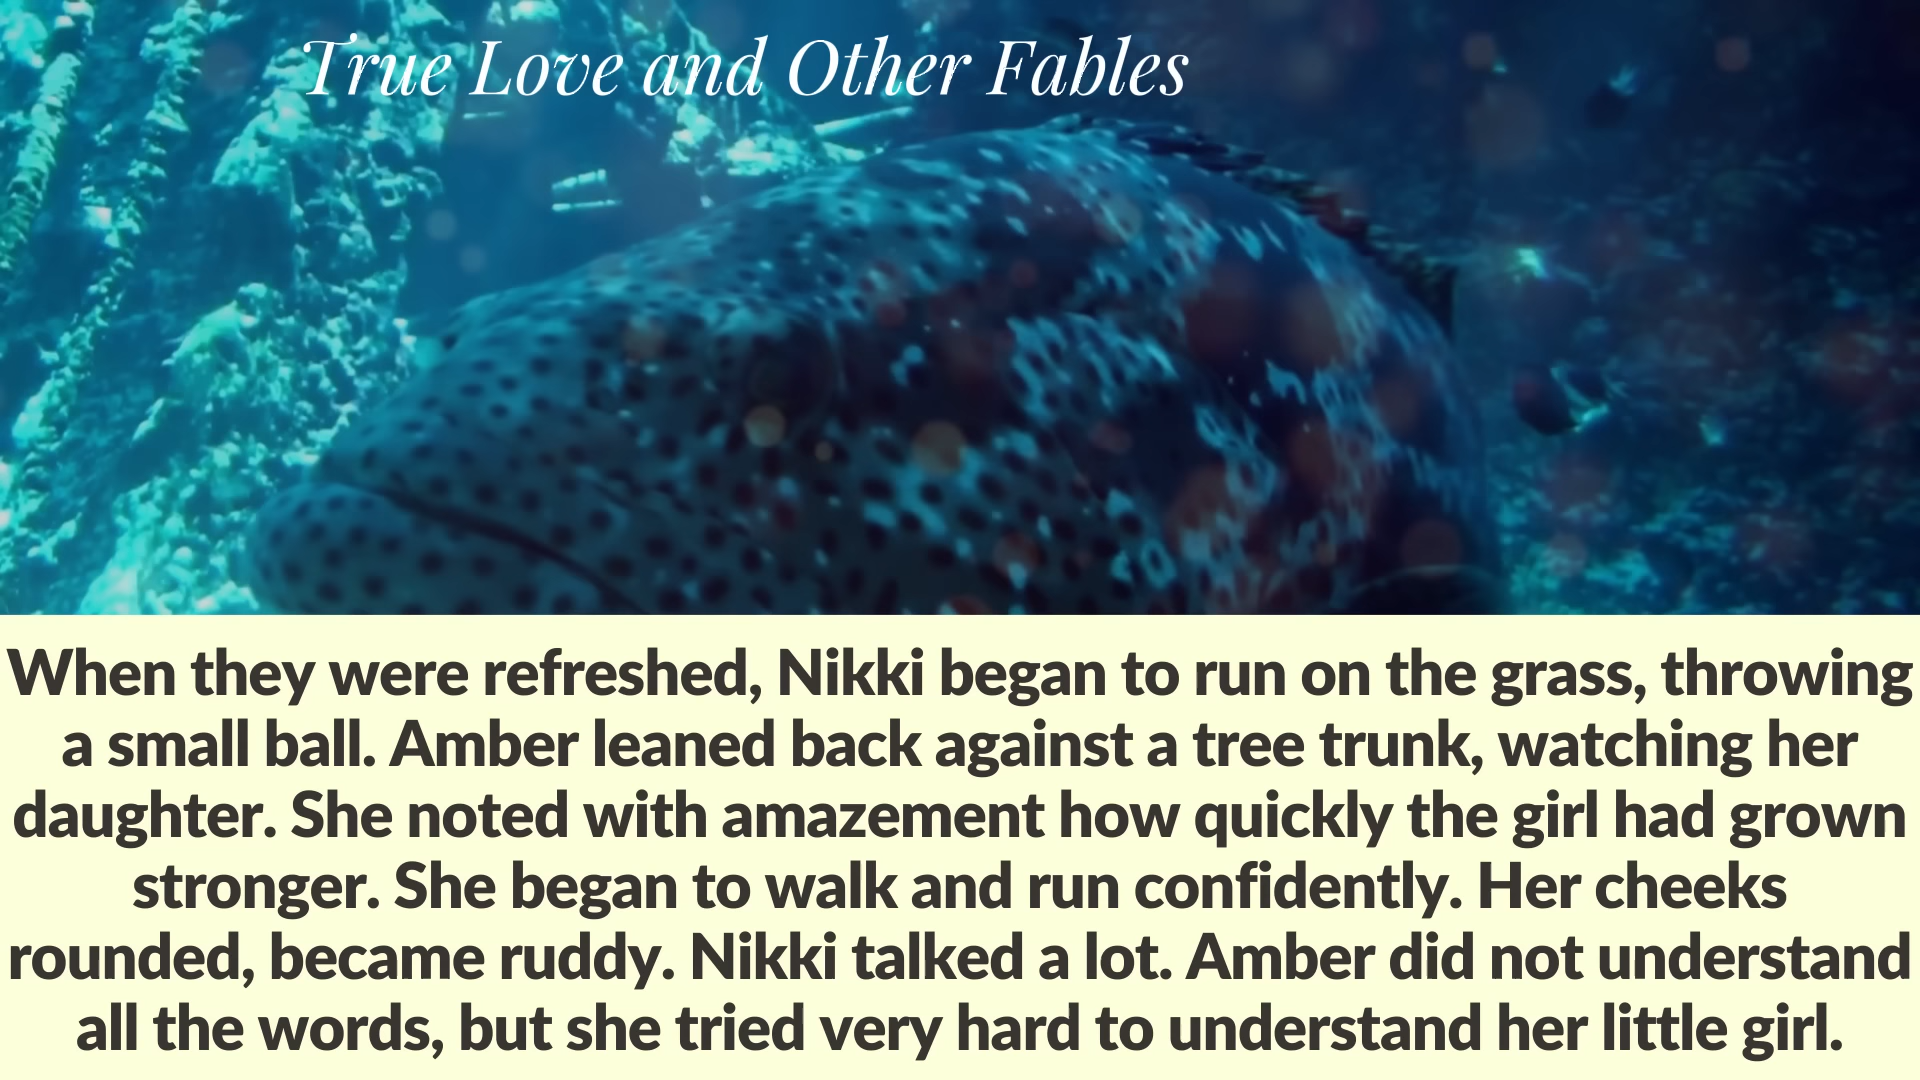 True Love and Other Fables
When they were refreshed, Nikki began to run on the grass, throwing
a small ball. Amber leaned back against a tree trunk, watching her
daughter. She noted with amazement how quickly the girl had grown
stronger. She began to walk and run confidently. Her cheeks
rounded, became ruddy. Nikki talked a lot. Amber did not understand
all the words, but she tried very hard to understand her little girl.